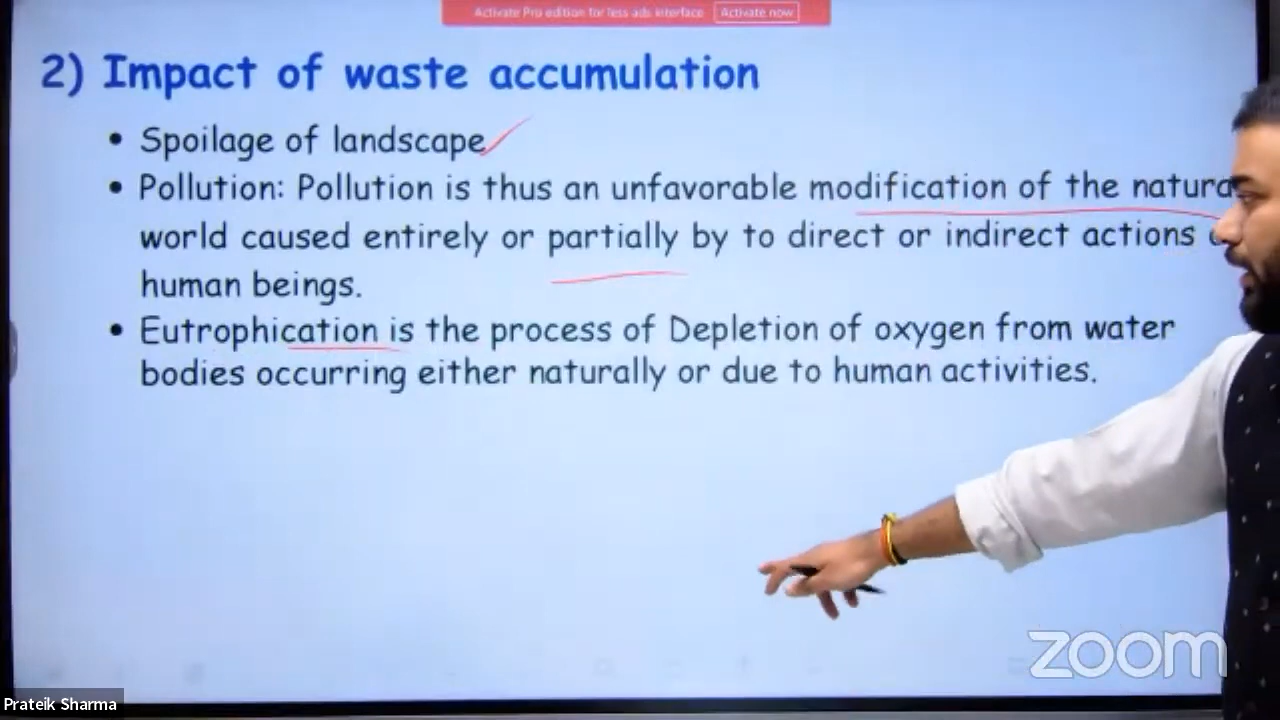 Activate Pro edition for less ads interface Activate now
2) Impact of waste accumulation
• Spoilage of landscape
• Pollution: Pollution is thus an unfavorable modification of the natura
world caused entirely or partially by to direct or indirect actions
human beings.
• Eutrophication is the process of Depletion of oxygen from water
bodies occurring either naturally or due to human activities.
zoom
Prateik Sharma